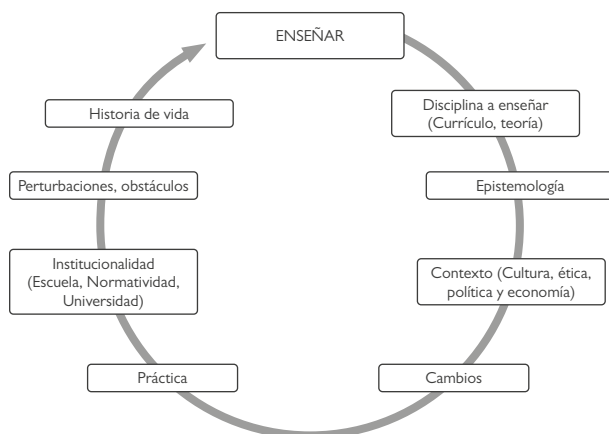 ENSEÑAR
Disciplina a enseñar
(Currículo, teoría)
Epistemología
Contexto (Cultura, ética,
política y economía)
Cambios
Práctica
Institucionalidad
(Escuela, Normatividad,
Universidad)
Perturbaciones, obstáculos
Historia de vida